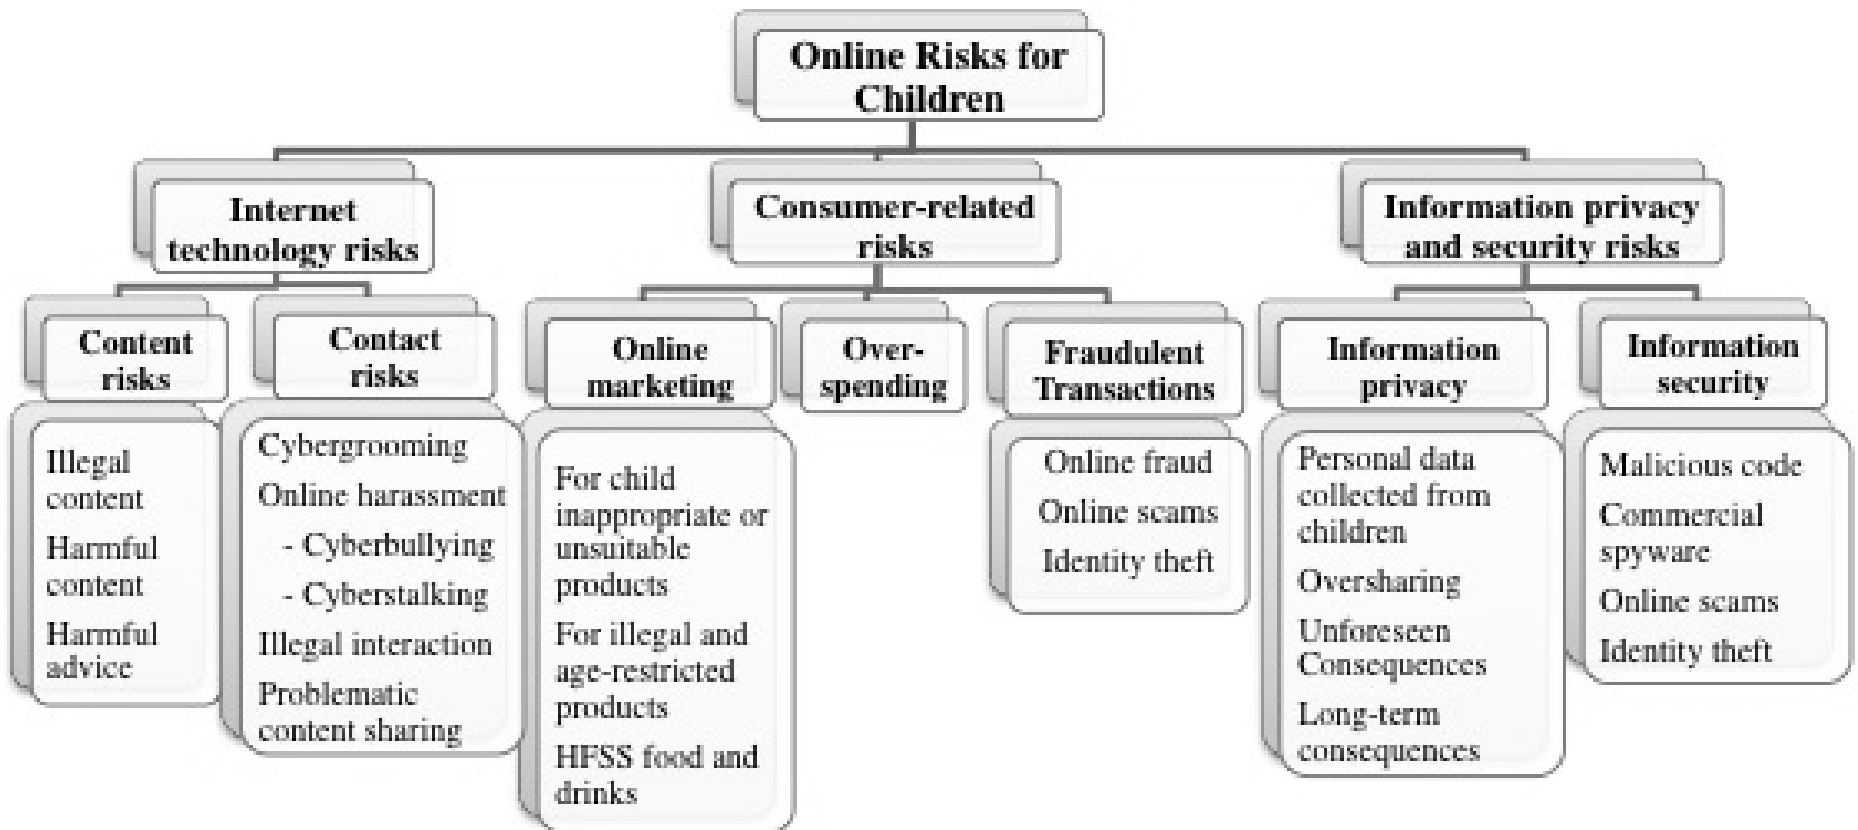 Online Risks for
Children
Internet
technology risks
Consumer-related
risks
Information privacy
and security risks
Content
risks
Contact
risks
Online
marketing
Over-
spending
Fraudulent
Transactions
Information
privacy
Information
security
Illegal
content
Harmful
content
Harmful
advice
Cybergrooming
Online harassment
- Cyberbullying
- Cyberstalking
Illegal interaction
Problematic
content sharing
For child
inappropriate or
unsuitable
products
For illegal and
age-restricted
products
HFSS food and
drinks
Online fraud
Online scams
Identity theft
Personal data
collected from
children
Oversharing
Unforeseen
Consequences
Long-term
consequences
Malicious code
Commercial
spyware
Online scams
Identity theft